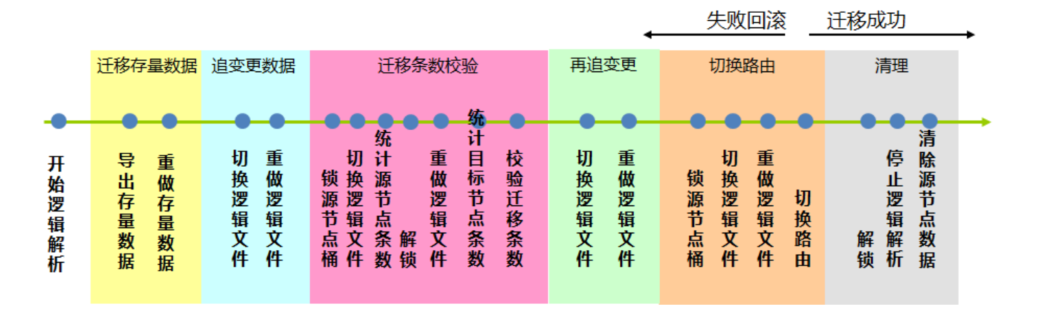 失败回滚
迁移成功
迁移存量数据
追变更数据
迁移条数校验
再追变更
切换路由
清理
开始逻辑解析
导出存量数据
重做存量数据
切换逻辑文件
重做逻辑文件
锁源节点桶
切换逻辑文件
统计源节点条数
解锁
重做逻辑文件
统计目标节点条数
校验迁移条数
切换逻辑文件
重做逻辑文件
锁源节点桶
切换逻辑文件
重做逻辑文件
切换路由
解锁
停止逻辑解析
清除源节点数据